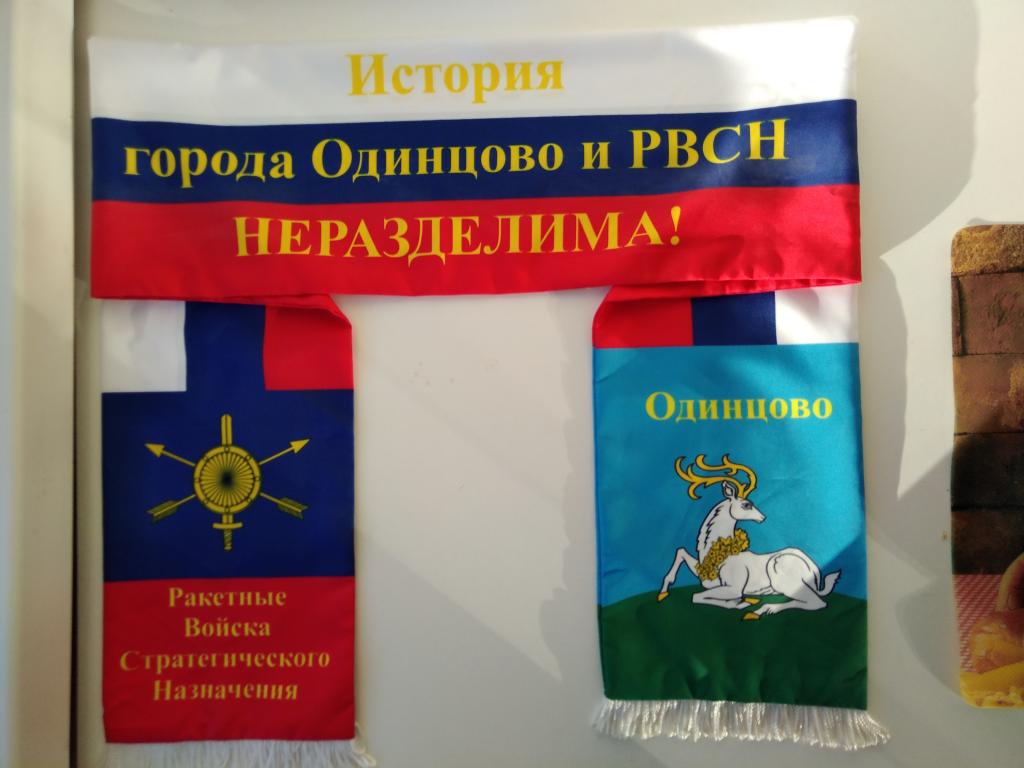 История
города Одинцово и РВСН
НЕРАЗДЕЛИМА!
Одинцово
Ракетные
Войска
Стратегического
Назначения